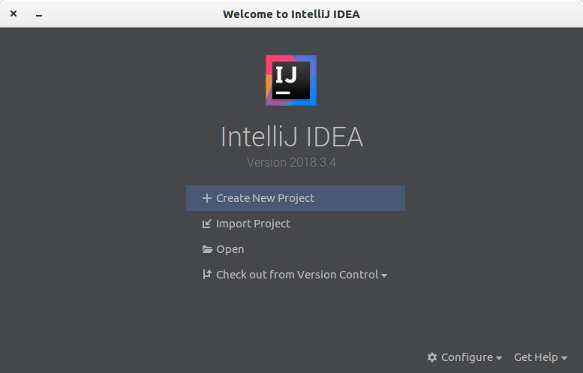 Welcome to IntelliJ IDEA
IJ
IntelliJ IDEA
Version 2018.3.4
Create New Project
Import Project
Open
Check out from Version Control
Configure
Get Help